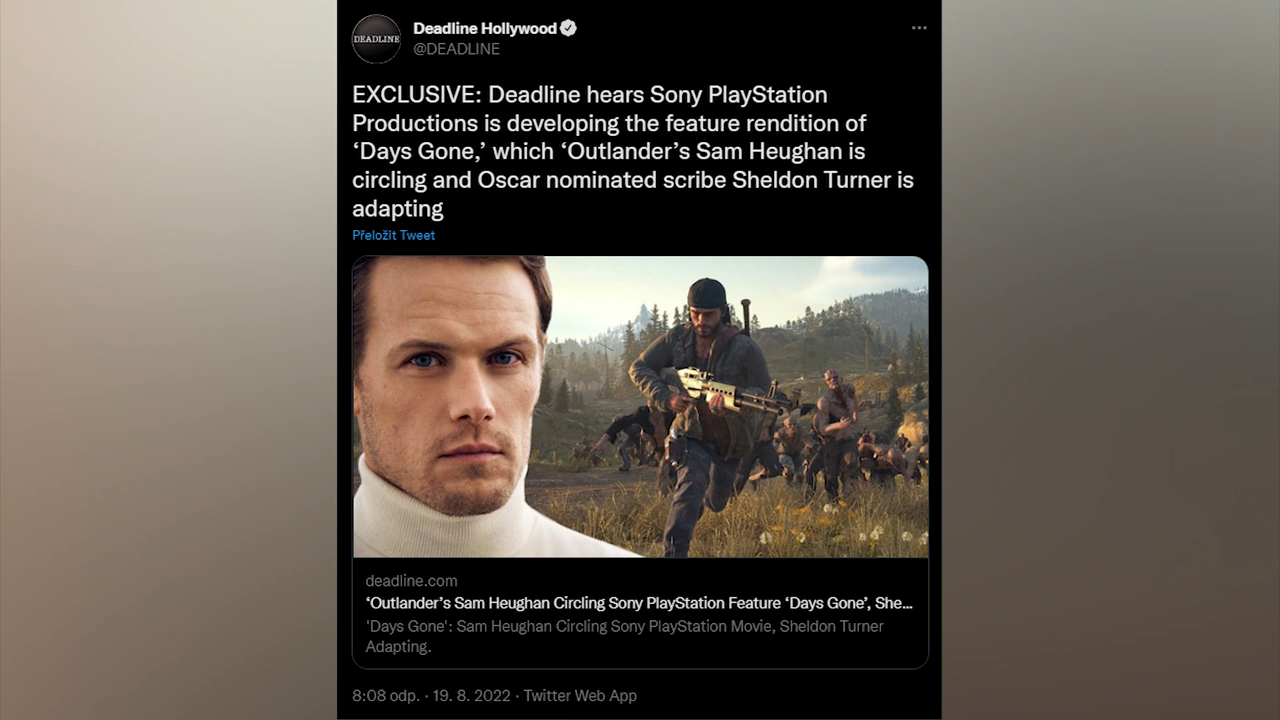 DEADLINE
Deadline Hollywood
@DEADLINE
EXCLUSIVE: Deadline hears Sony PlayStation
Productions is developing the feature rendition of
‘Days Gone,’ which ‘Outlander’s Sam Heughan is
circling and Oscar nominated scribe Sheldon Turner is
adapting
Přeložit Tweet
deadline.com
‘Outlander’s Sam Heughan Circling Sony PlayStation Feature ‘Days Gone’, She...
'Days Gone': Sam Heughan Circling Sony PlayStation Movie, Sheldon Turner
Adapting.
8:08 odp. · 19. 8. 2022 · Twitter Web App